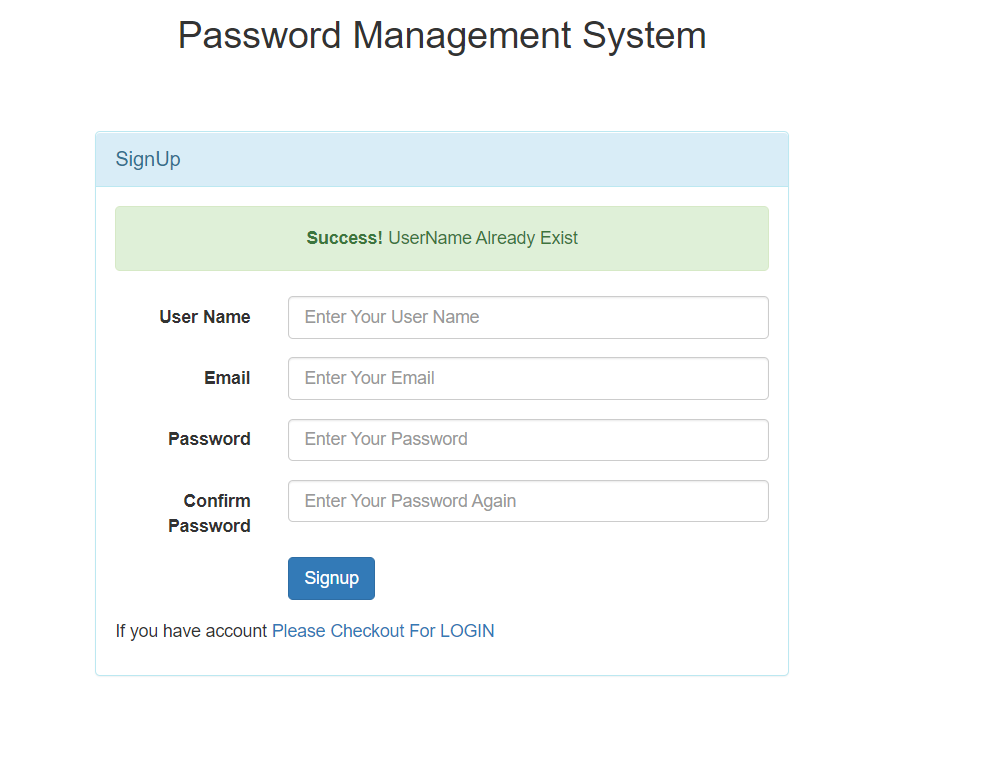 Password Management System
SignUp
Success! UserName Already Exist
User Name
Enter Your User Name
Email
Enter Your Email
Password
Enter Your Password
Confirm
Password
Enter Your Password Again
Signup
If you have account Please Checkout For LOGIN